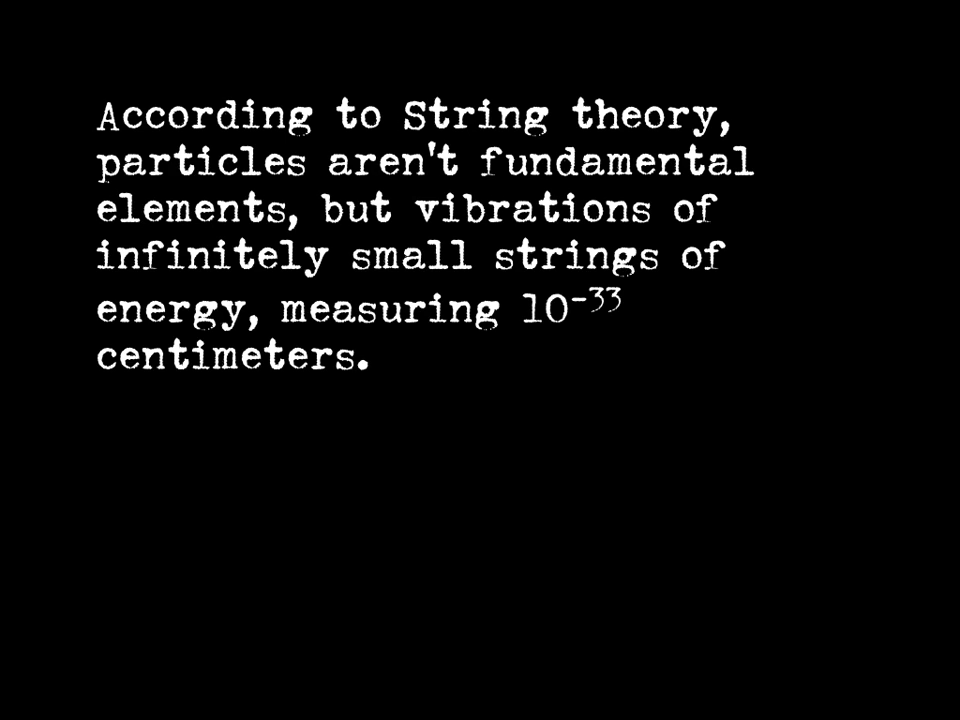 According to String theory,
particles aren't fundamental
elements, but vibrations of
infinitely small strings of
energy, measuring 10⁻³³
centimeters.